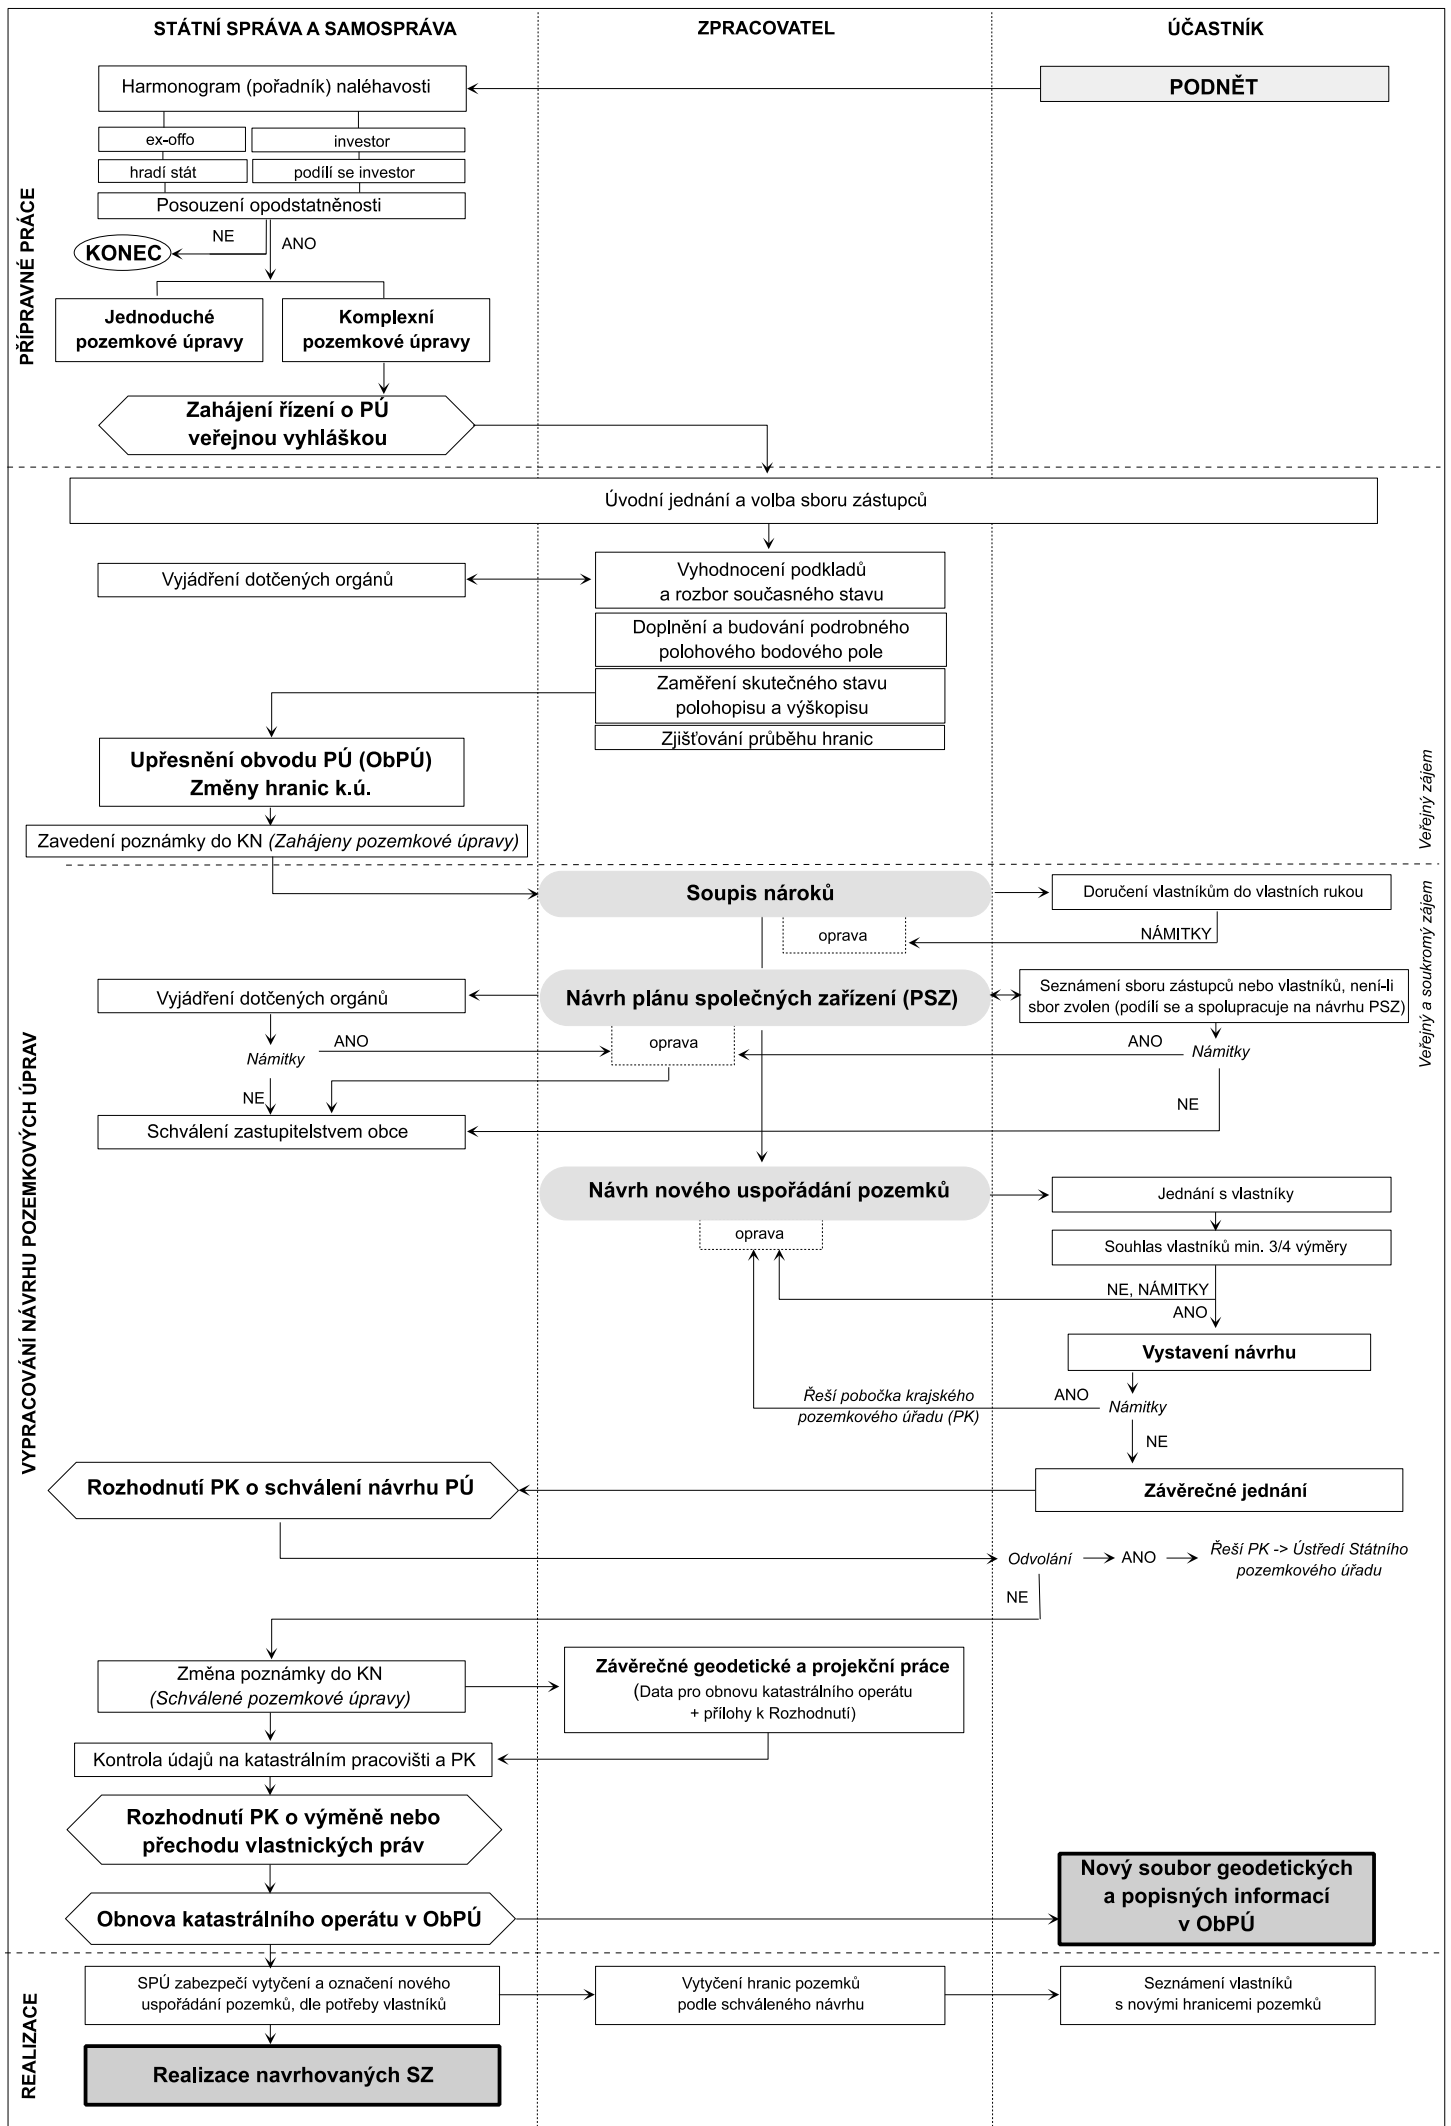 STÁTNÍ SPRÁVA A SAMOSPRÁVA
ZPRACOVATEL
ÚČASTNÍK
PŘÍPRAVNÉ PRÁCE
Harmonogram (pořadník) naléhavosti
PODNĚT
ex-offo
investor
hradí stát
podílí se investor
Posouzení opodstatněnosti
NE
ANO
KONEC
Jednoduché
pozemkové úpravy
Komplexní
pozemkové úpravy
Zahájení řízení o PÚ
veřejnou vyhláškou
VYPRACOVÁNÍ NÁVRHU POZEMKOVÝCH ÚPRAV
Úvodní jednání a volba sboru zástupců
Vyjádření dotčených orgánů
Vyhodnocení podkladů
a rozbor současného stavu
Doplnění a budování podrobného
polohového bodového pole
Zaměření skutečného stavu
polohopisu a výškopisu
Zjišťování průběhu hranic
Upřesnění obvodu PÚ (ObPÚ)
Změny hranic k.ú.
Veřejný zájem
Zavedení poznámky do KN (Zahájeny pozemkové úpravy)
Soupis nároků
Doručení vlastníkům do vlastních rukou
oprava
NÁMITKY
Veřejný a soukromý zájem
Vyjádření dotčených orgánů
Návrh plánu společných zařízení (PSZ)
Seznámení sboru zástupců nebo vlastníků, není-li
sbor zvolen (podílí se a spolupracuje na návrhu PSZ)
Námitky
ANO
oprava
ANO
Námitky
NE
NE
Schválení zastupitelstvem obce
Návrh nového uspořádání pozemků
Jednání s vlastníky
oprava
Souhlas vlastníků min. 3/4 výměry
NE, NÁMITKY
ANO
Vystavení návrhu
Řeší pobočka krajského
pozemkového úřadu (PK)
ANO
Námitky
NE
Rozhodnutí PK o schválení návrhu PÚ
Závěrečné jednání
Odvolání
ANO
Řeší PK -> Ústředí Státního
pozemkového úřadu
NE
Změna poznámky do KN
(Schválené pozemkové úpravy)
Závěrečné geodetické a projekční práce
(Data pro obnovu katastrálního operátu
+ přílohy k Rozhodnutí)
Kontrola údajů na katastrálním pracovišti a PK
Rozhodnutí PK o výměně nebo
přechodu vlastnických práv
Obnova katastrálního operátu v ObPÚ
Nový soubor geodetických
a popisných informací
v ObPÚ
REALIZACE
SPÚ zabezpečí vytyčení a označení nového
uspořádání pozemků, dle potřeby vlastníků
Vytyčení hranic pozemků
podle schváleného návrhu
Seznámení vlastníků
s novými hranicemi pozemků
Realizace navrhovaných SZ